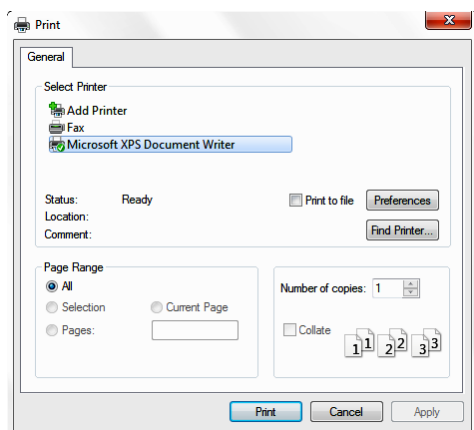 Print
General
Select Printer
Add Printer
Fax
Microsoft XPS Document Writer
Status: Ready Print to file Preferences
Location:
Comment: Find Printer...
Page Range
All Number of copies: 1
Selection Current Page
Pages: Collate
1 1 2 2 3 3
Print Cancel Apply